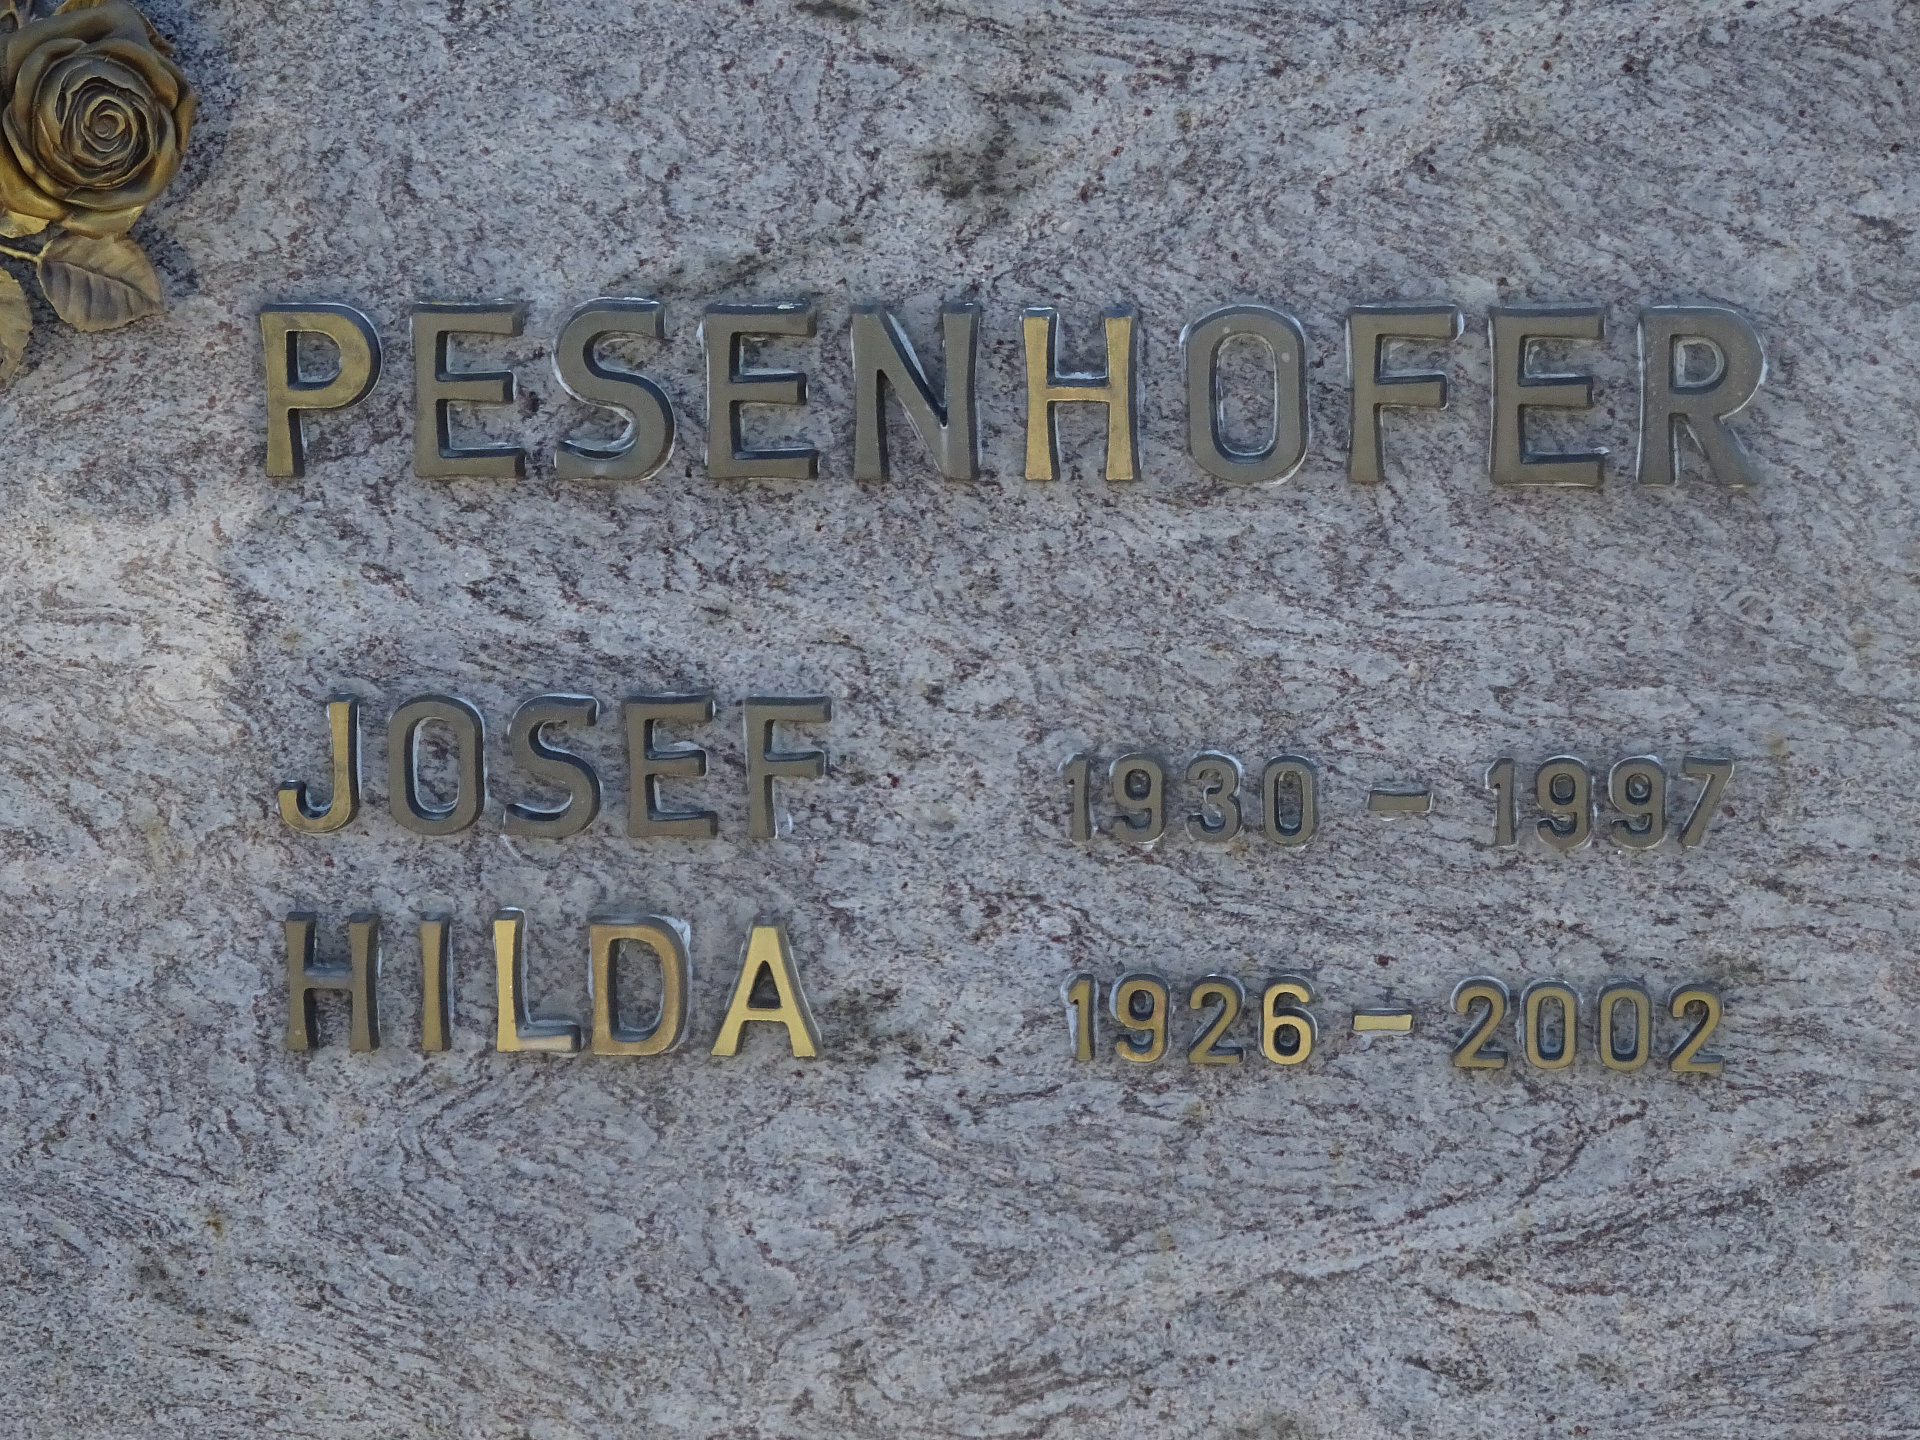 PESENHOFER
JOSEF 1930 - 1997
HILDA 1926 - 2002